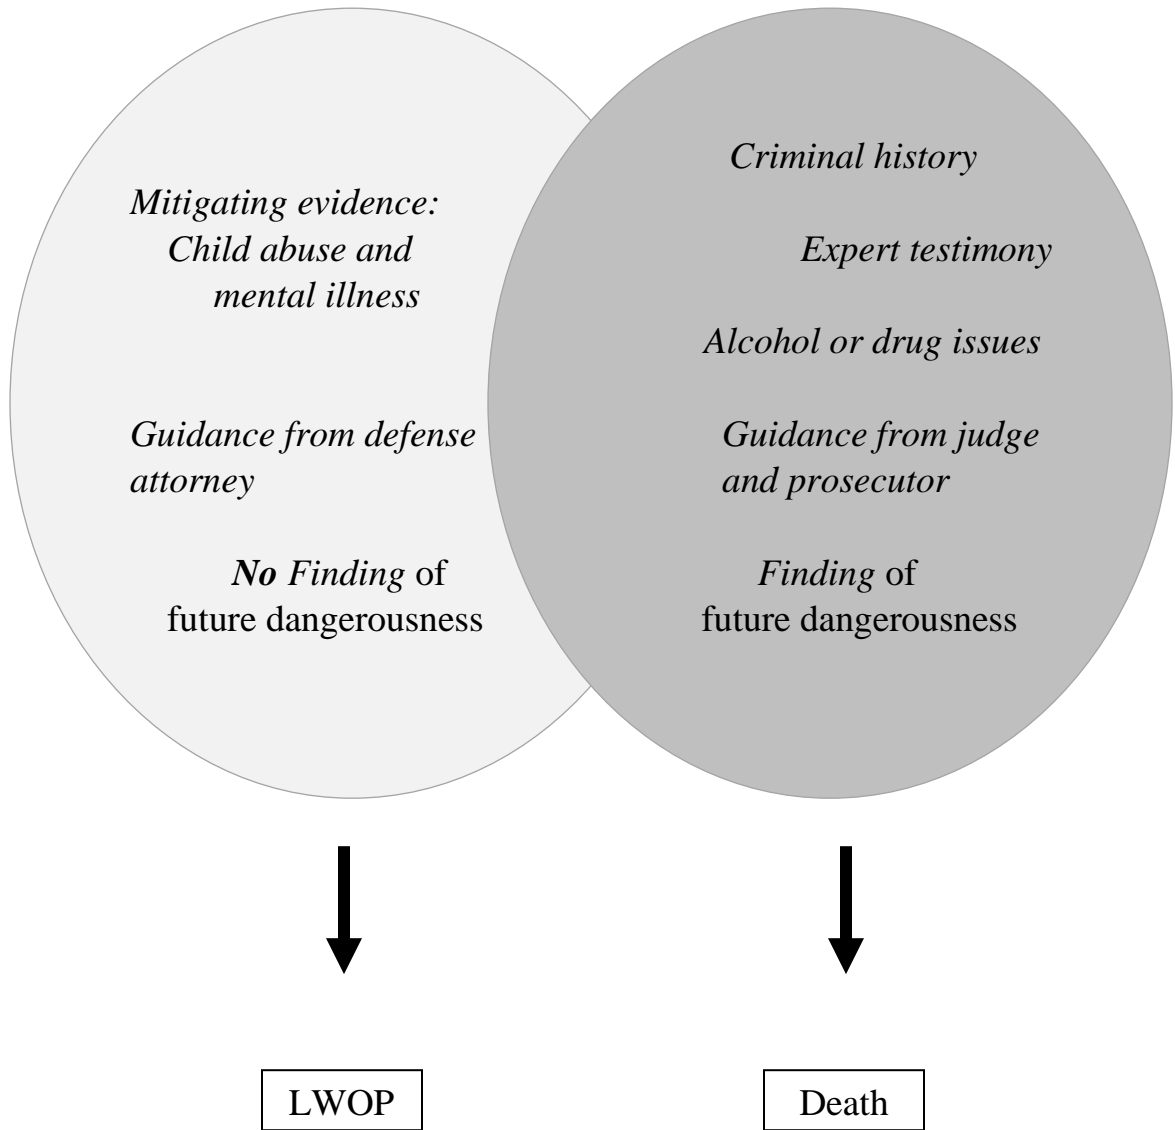 Mitigating evidence:
Child abuse and
mental illness
Guidance from defense
attorney
No Finding of
future dangerousness
Criminal history
Expert testimony
Alcohol or drug issues
Guidance from judge
and prosecutor
Finding of
future dangerousness
LWOP
Death